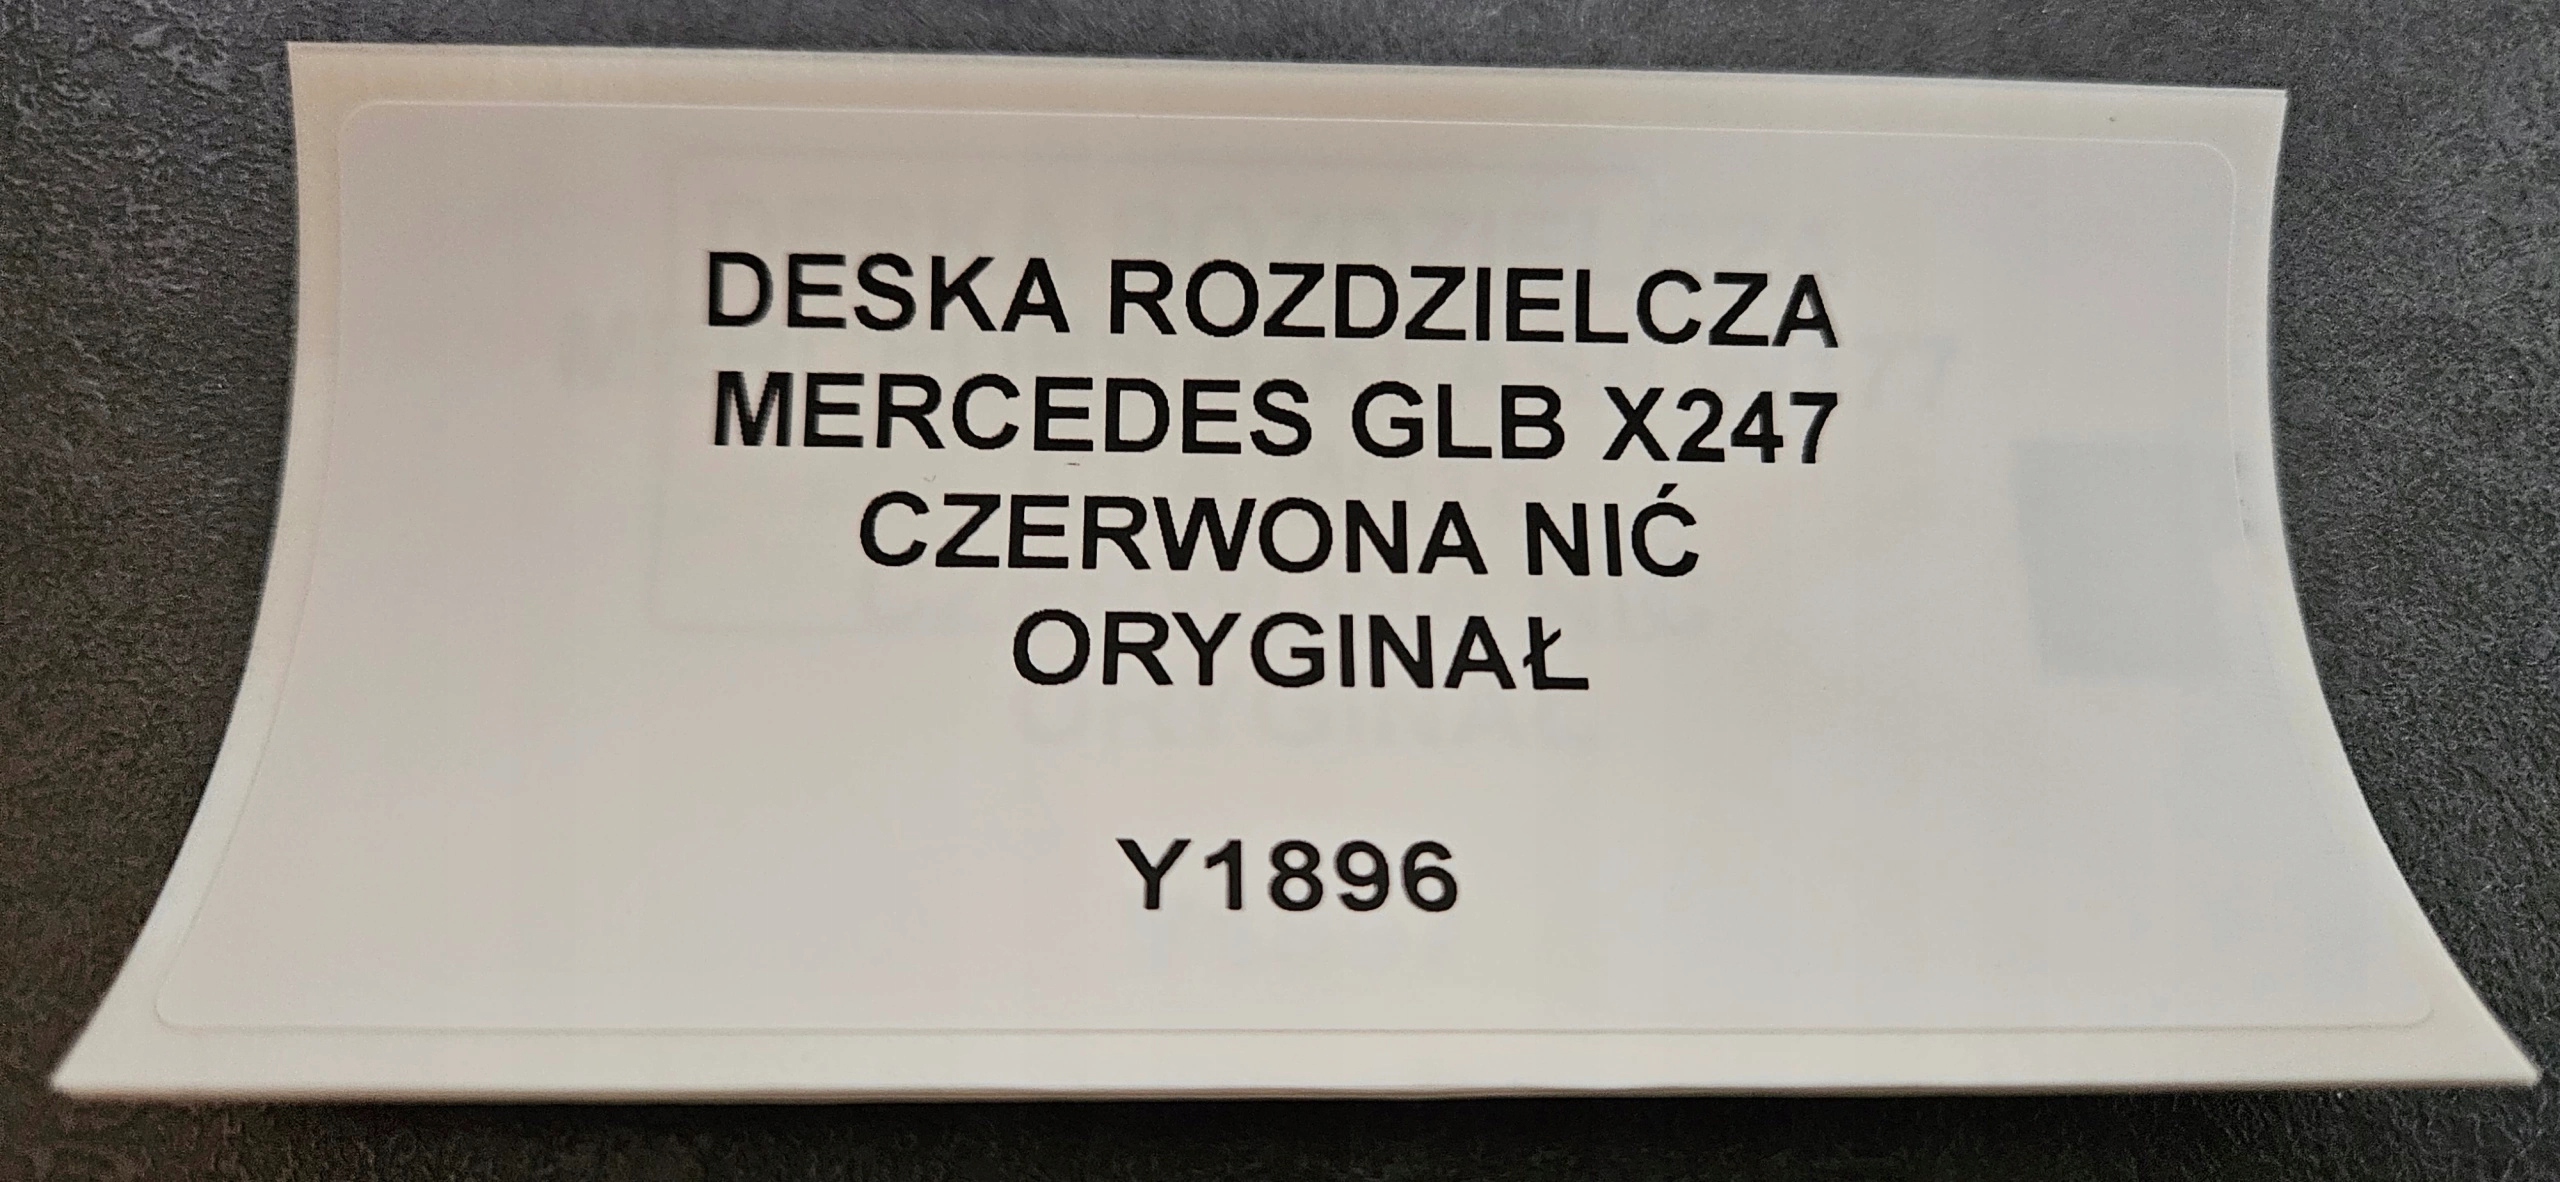 DESKA ROZDZIELCZA
MERCEDES GLB X247
CZERWONA NIĆ
ORYGINAŁ
Y1896